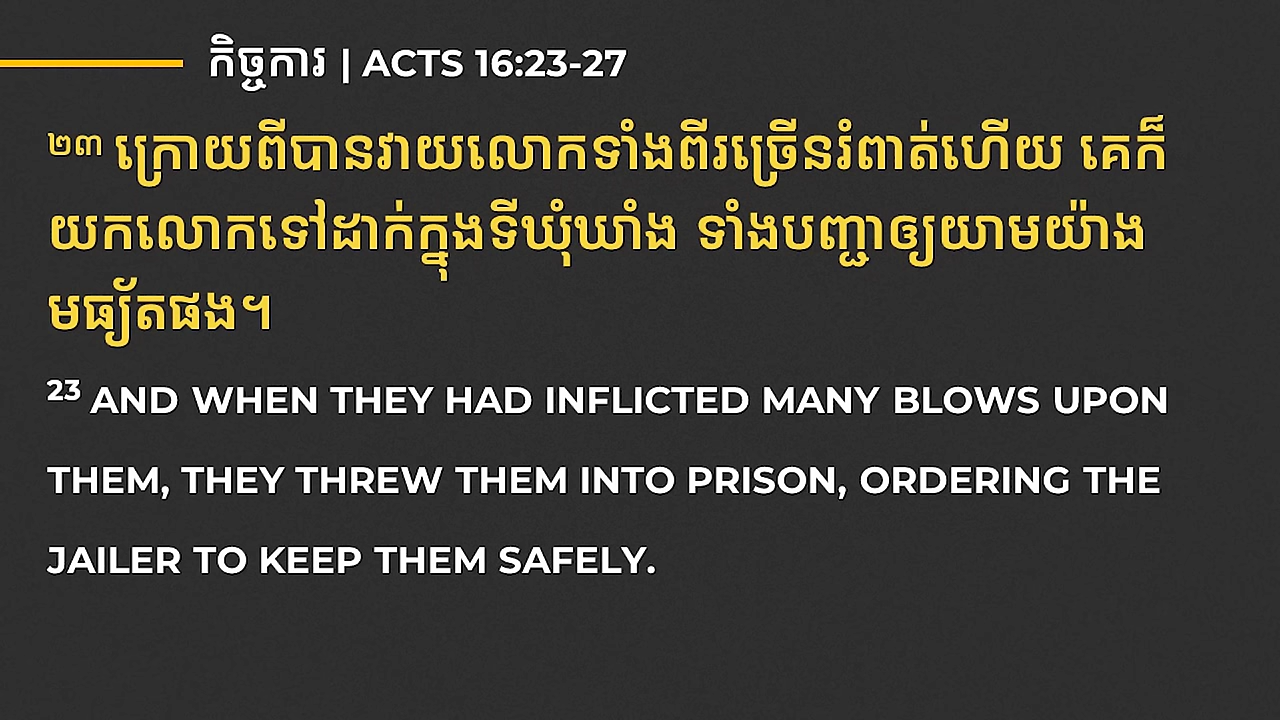 កិច្ចការ | ACTS 16:23-27
២៣ ក្រោយពីបានវាយលោកទាំងពីរច្រើនរំពាត់ហើយ គេក៏
យកលោកទៅដាក់ក្នុងទីឃុំឃាំង ទាំងបញ្ជាឲ្យយាមយ៉ាង
មធ្យ័តផង។
23 AND WHEN THEY HAD INFLICTED MANY BLOWS UPON
THEM, THEY THREW THEM INTO PRISON, ORDERING THE
JAILER TO KEEP THEM SAFELY.